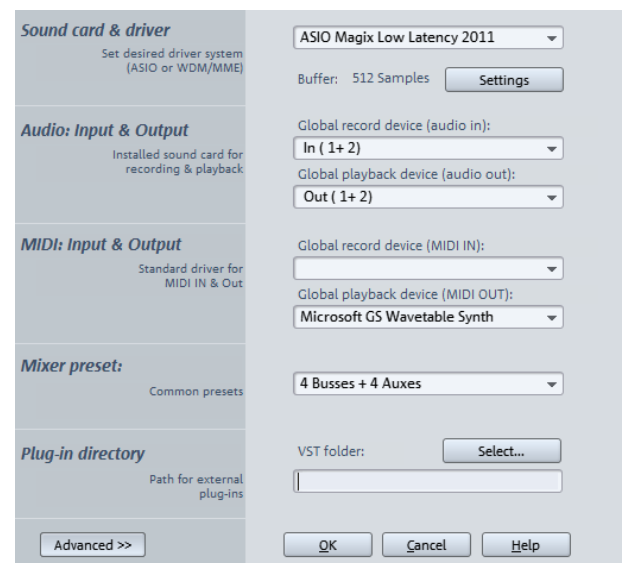 Sound card & driver
Set desired driver system
(ASIO or WDM/MME)
ASIO Magix Low Latency 2011
Buffer: 512 Samples Settings
Audio: Input & Output
Installed sound card for
recording & playback
Global record device (audio in):
In ( 1+ 2)
Global playback device (audio out):
Out ( 1+ 2)
MIDI: Input & Output
Standard driver for
MIDI IN & Out
Global record device (MIDI IN):
Global playback device (MIDI OUT):
Microsoft GS Wavetable Synth
Mixer preset:
Common presets
4 Busses + 4 Auxes
Plug-in directory
Path for external
plug-ins
VST folder: Select...
Advanced >> OK Cancel Help